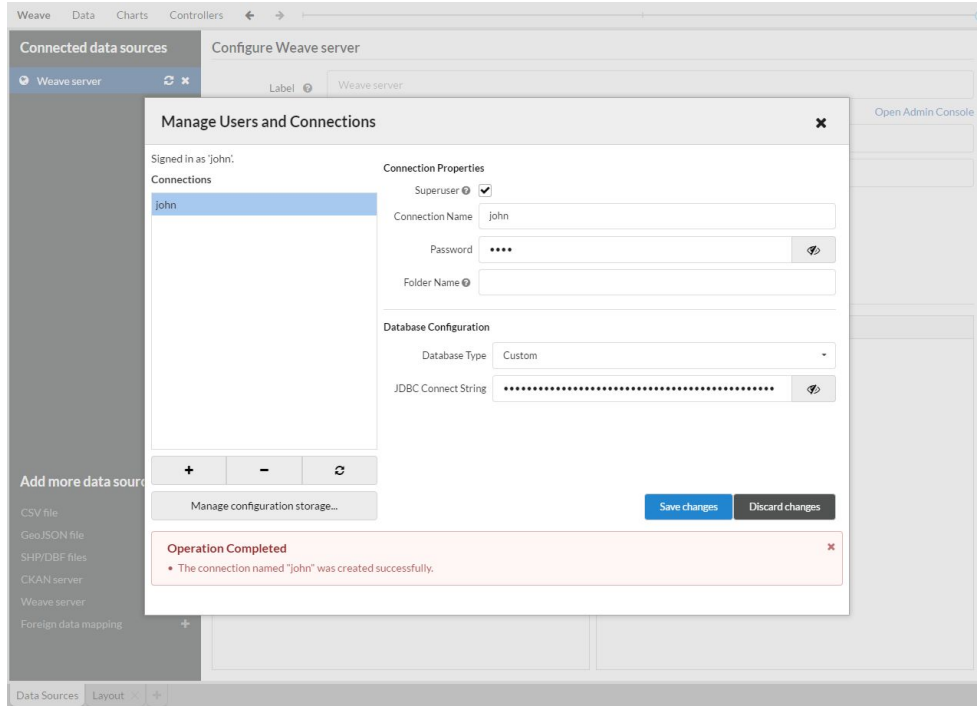 Weave Data Charts Controllers
Connected data sources
Weave server
Configure Weave server
Label
Weave server
Open Admin Console
Manage Users and Connections
Signed in as 'john'.
Connections
john
Connection Properties
Superuser
Connection Name john
Password ••••
Folder Name
Database Configuration
Database Type Custom
JDBC Connect String
Manage configuration storage...
Save changes Discard changes
Operation Completed
• The connection named "john" was created successfully.
Add more data sourc
CSV file
GeoJSON file
SHP/DBF files
CKAN server
Weave server
Foreign data mapping +
Data Sources Layout × +